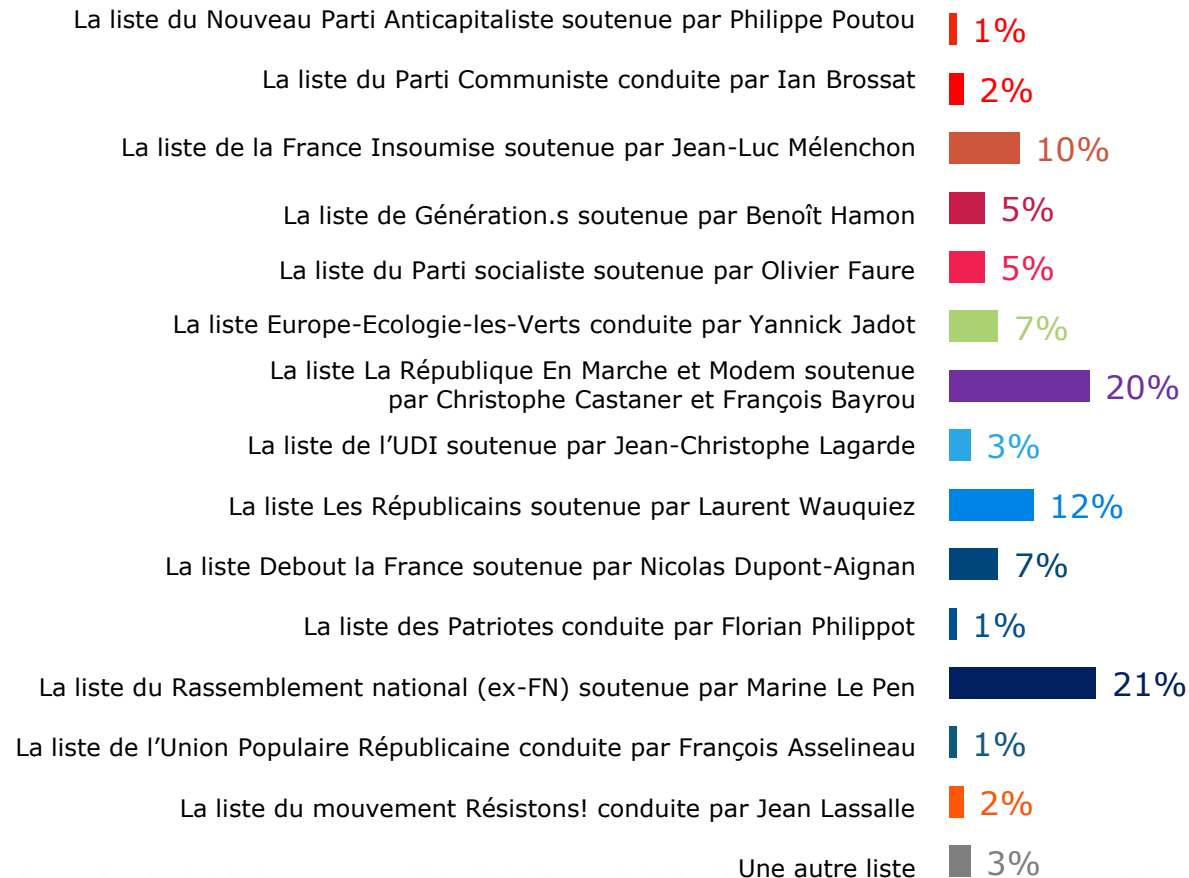 La liste du Nouveau Parti Anticapitaliste soutenue par Philippe Poutou 1%
La liste du Parti Communiste conduite par Ian Brossat 2%
La liste de la France Insoumise soutenue par Jean-Luc Mélenchon 10%
La liste de Génération.s soutenue par Benoît Hamon 5%
La liste du Parti socialiste soutenue par Olivier Faure 5%
La liste Europe-Ecologie-les-Verts conduite par Yannick Jadot 7%
La liste La République En Marche et Modem soutenue
par Christophe Castaner et François Bayrou 20%
La liste de l’UDI soutenue par Jean-Christophe Lagarde 3%
La liste Les Républicains soutenue par Laurent Wauquiez 12%
La liste Debout la France soutenue par Nicolas Dupont-Aignan 7%
La liste des Patriotes conduite par Florian Philippot 1%
La liste du Rassemblement national (ex-FN) soutenue par Marine Le Pen 21%
La liste de l’Union Populaire Républicaine conduite par François Asselineau 1%
La liste du mouvement Résistons! conduite par Jean Lassalle 2%
Une autre liste 3%